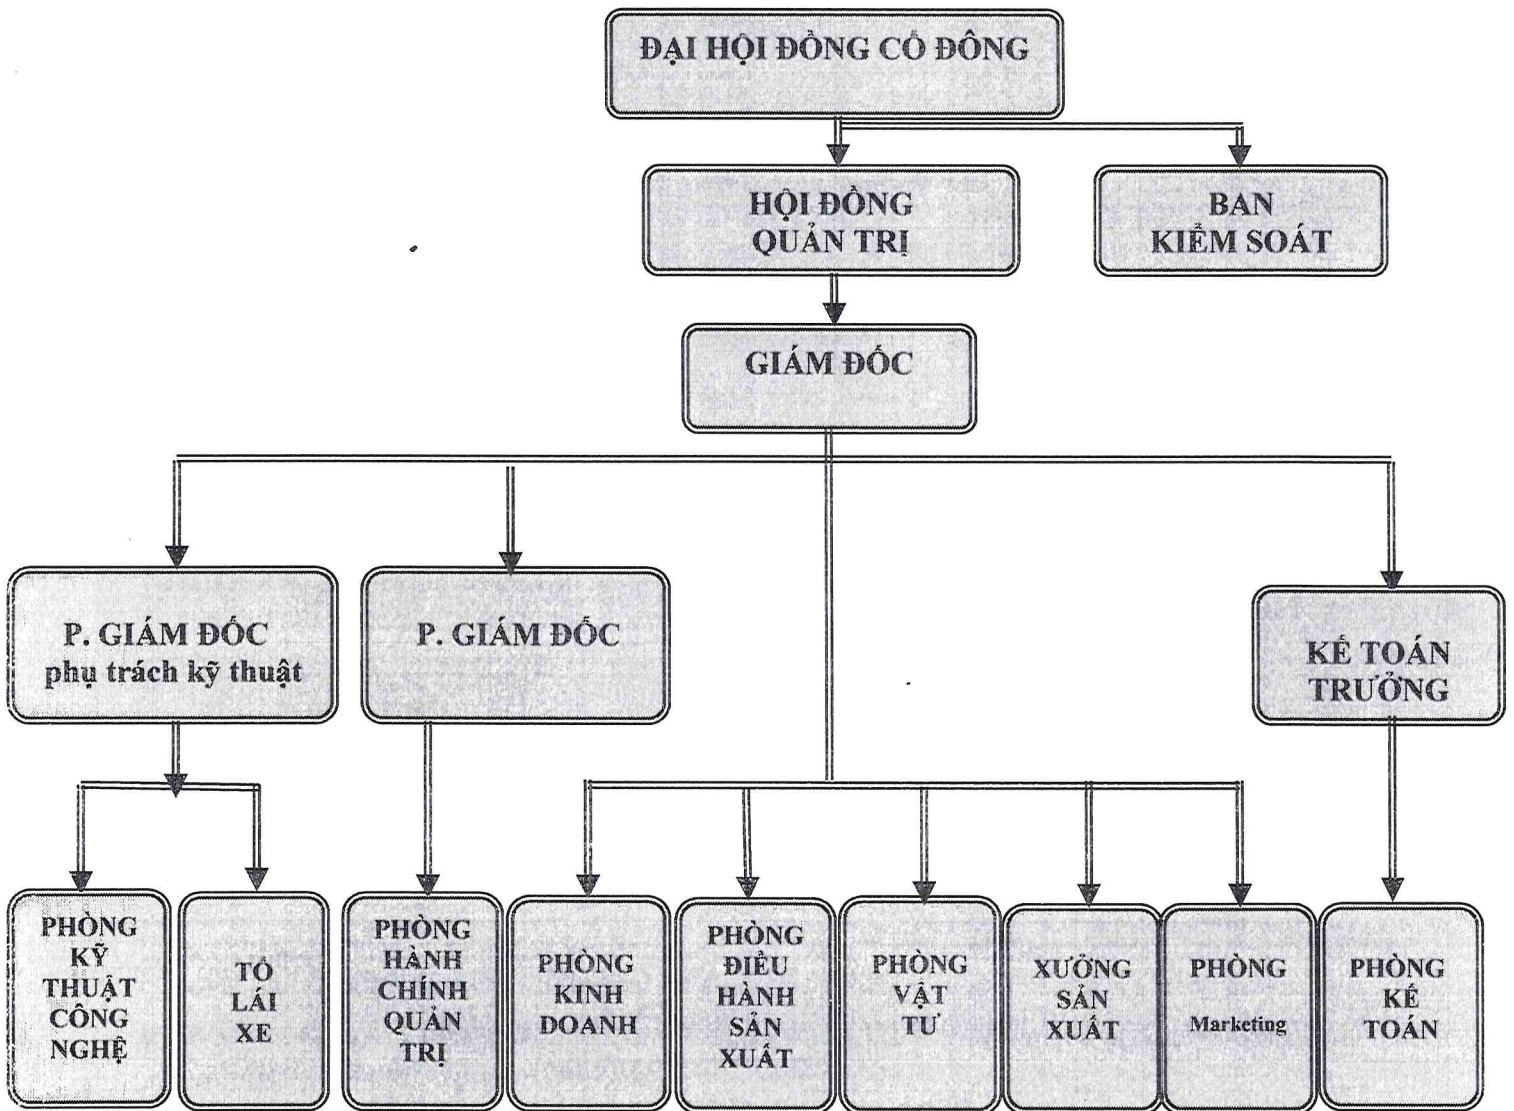 ĐẠI HỘI ĐỒNG CỔ ĐÔNG
HỘI ĐỒNG
QUẢN TRỊ
BAN
KIỂM SOÁT
GIÁM ĐỐC
P. GIÁM ĐỐC
phụ trách kỹ thuật
P. GIÁM ĐỐC
KẾ TOÁN
TRƯỞNG
PHÒNG
KỸ
THUẬT
CÔNG
NGHỆ
TỔ
LÁI
XE
PHÒNG
HÀNH
CHÍNH
QUẢN
TRỊ
PHÒNG
KINH
DOANH
PHÒNG
ĐIỀU
HÀNH
SẢN
XUẤT
PHÒNG
VẬT
TƯ
XƯỞNG
SẢN
XUẤT
PHÒNG
Marketing
PHÒNG
KẾ
TOÁN